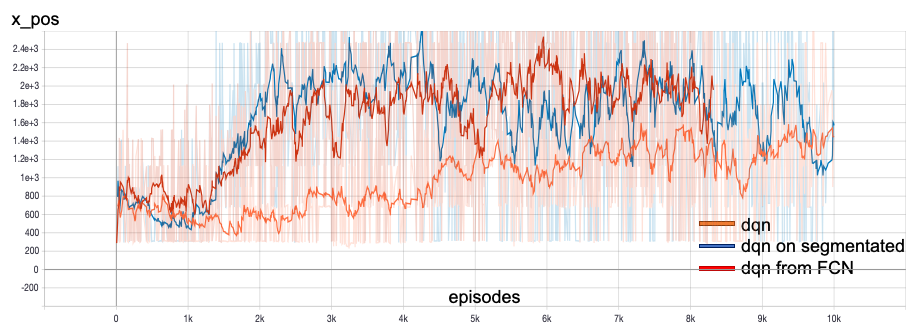 x_pos
2.4e+3
2.2e+3
2e+3
1.8e+3
1.6e+3
1.4e+3
1.2e+3
1e+3
800
600
400
200
0
-200
dqn
dqn on segmentated
dqn from FCN
episodes
0 1k 2k 3k 4k 5k 6k 7k 8k 9k 10k